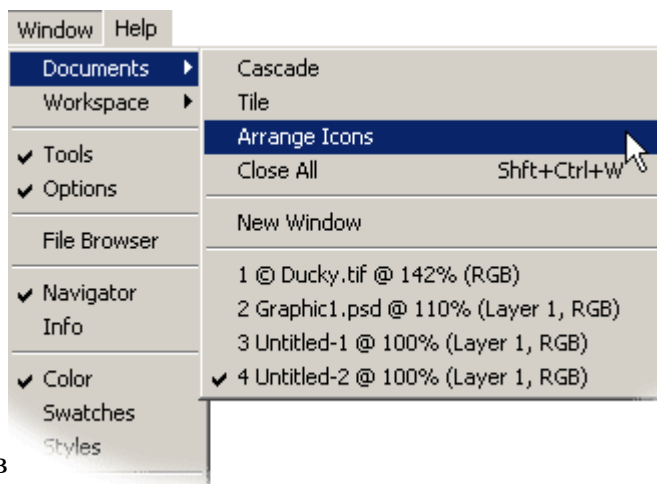 Window Help
Documents
Workspace
Tools
Options
File Browser
Navigator
Info
Color
Swatches
Styles
Cascade
Tile
Arrange Icons
Close All Shft+Ctrl+W
New Window
1 © Ducky.tif @ 142% (RGB)
2 Graphic1.psd @ 110% (Layer 1, RGB)
3 Untitled-1 @ 100% (Layer 1, RGB)
4 Untitled-2 @ 100% (Layer 1, RGB)